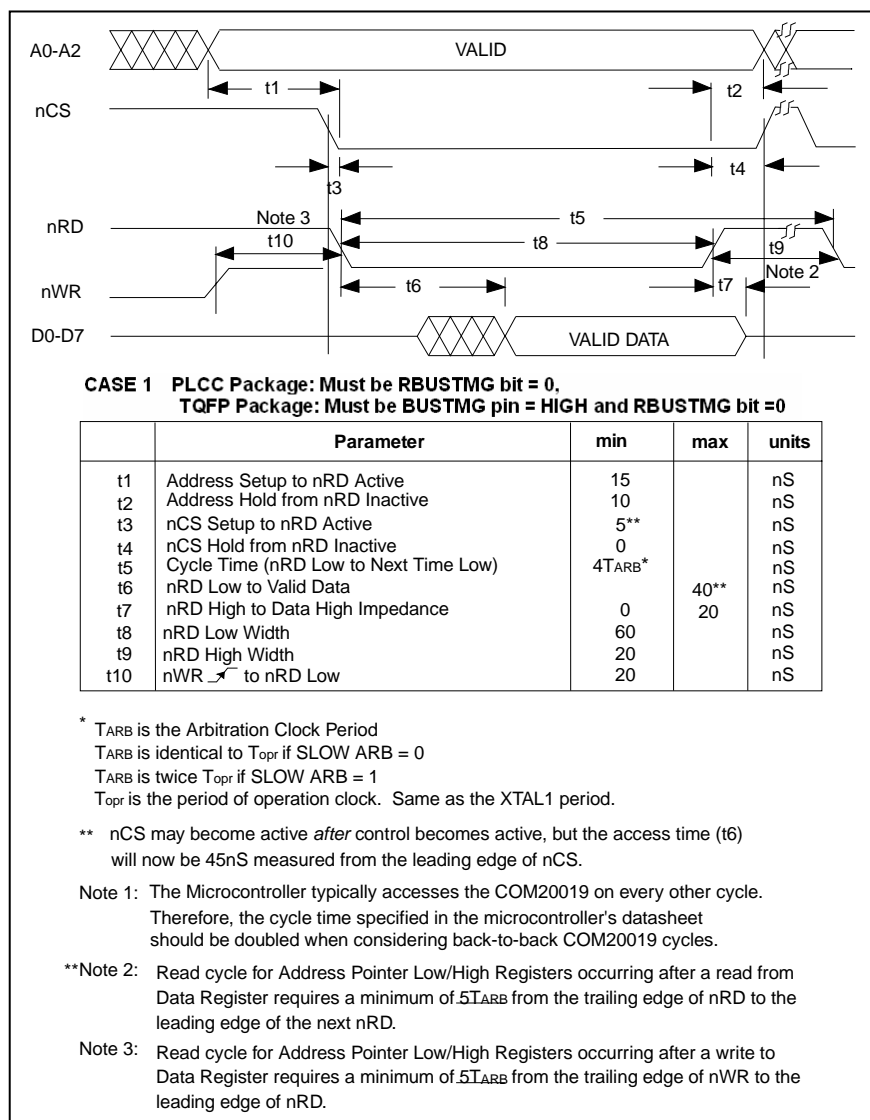 A0-A2
VALID
t1
t2
nCS
t3
t4
nRD
Note 3
t5
t10
t8
t9
nWR
t6
t7
Note 2
D0-D7
VALID DATA
CASE 1 PLCC Package: Must be RBUSTMG bit = 0,
TQFP Package: Must be BUSTMG pin = HIGH and RBUSTMG bit =0
Parameter min max units
t1 Address Setup to nRD Active 15 nS
t2 Address Hold from nRD Inactive 10 nS
t3 nCS Setup to nRD Active 5** nS
t4 nCS Hold from nRD Inactive 0 nS
t5 Cycle Time (nRD Low to Next Time Low) 4TARB* nS
t6 nRD Low to Valid Data 40** nS
t7 nRD High to Data High Impedance 0 20 nS
t8 nRD Low Width 60 nS
t9 nRD High Width 20 nS
t10 nWR to nRD Low 20 nS
* TARB is the Arbitration Clock Period
TARB is identical to Topr if SLOW ARB = 0
TARB is twice Topr if SLOW ARB = 1
Topr is the period of operation clock. Same as the XTAL1 period.
** nCS may become active after control becomes active, but the access time (t6)
will now be 45nS measured from the leading edge of nCS.
Note 1: The Microcontroller typically accesses the COM20019 on every other cycle.
Therefore, the cycle time specified in the microcontroller's datasheet
should be doubled when considering back-to-back COM20019 cycles.
**Note 2: Read cycle for Address Pointer Low/High Registers occurring after a read from
Data Register requires a minimum of 5TARB from the trailing edge of nRD to the
leading edge of the next nRD.
Note 3: Read cycle for Address Pointer Low/High Registers occurring after a write to
Data Register requires a minimum of 5TARB from the trailing edge of nWR to the
leading edge of nRD.